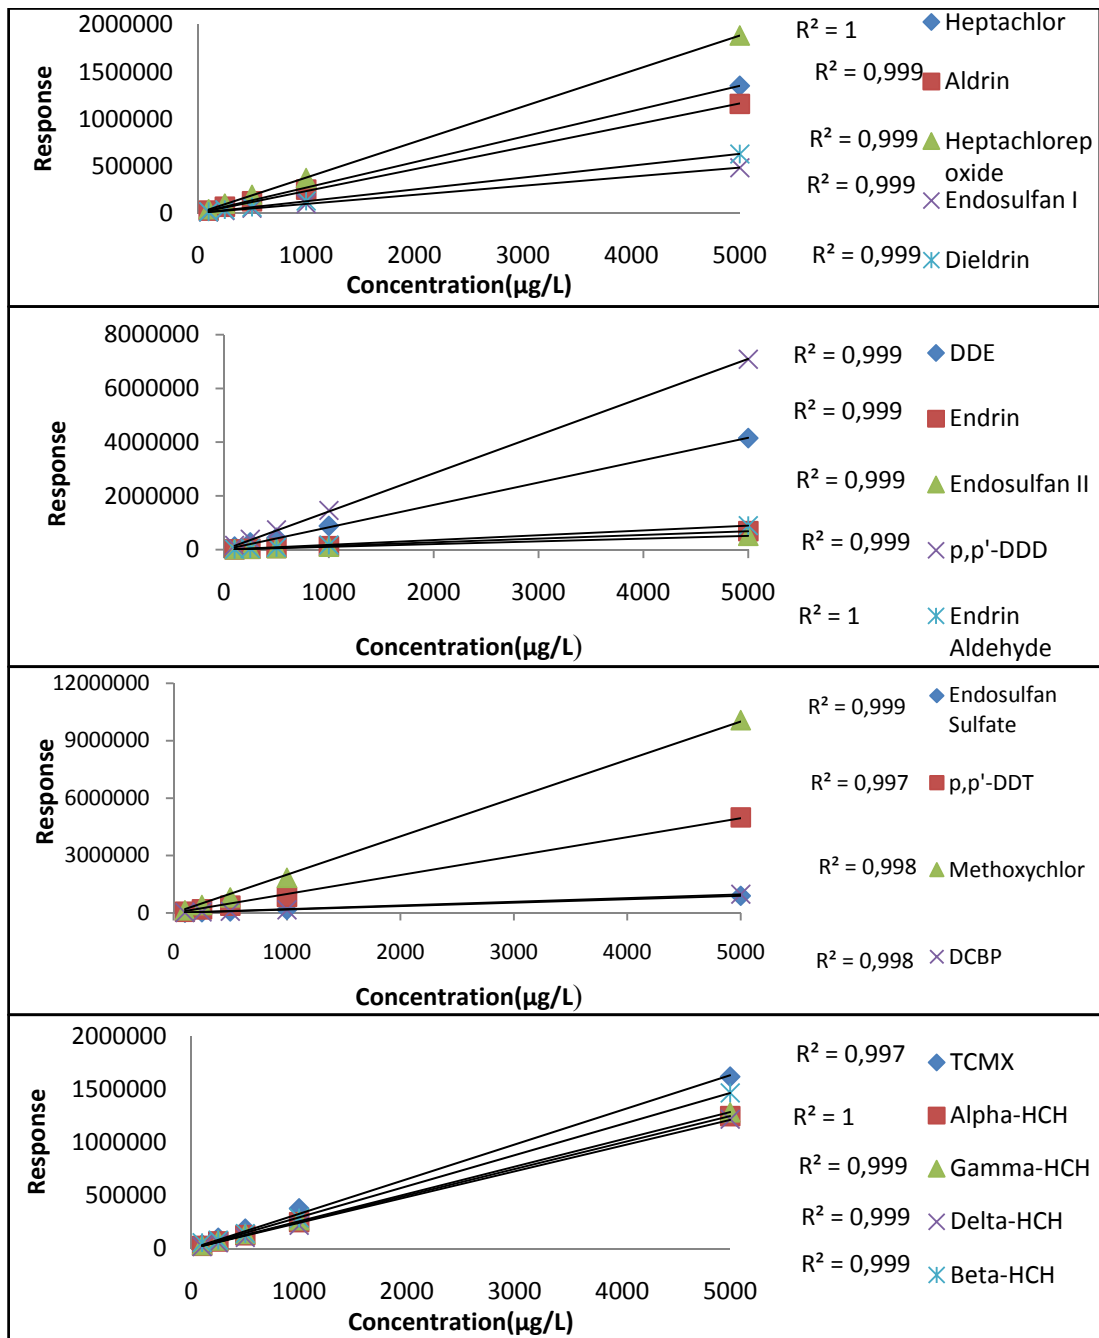 2000000
1500000
1000000
500000
0
Response
0
1000
2000
3000
4000
5000
Concentration(µg/L)
R² = 1
R² = 0,999
R² = 0,999
R² = 0,999
R² = 0,999
Heptachlor
Aldrin
Heptachlorep
oxide
Endosulfan I
Dieldrin
8000000
6000000
4000000
2000000
0
Response
0
1000
2000
3000
4000
5000
Concentration(µg/L)
R² = 0,999
R² = 0,999
R² = 0,999
R² = 0,999
R² = 1
DDE
Endrin
Endosulfan II
p,p'-DDD
Endrin
Aldehyde
12000000
9000000
6000000
3000000
0
Response
0
1000
2000
3000
4000
5000
Concentration(µg/L)
R² = 0,999
R² = 0,997
R² = 0,998
R² = 0,998
Endosulfan
Sulfate
p,p'-DDT
Methoxychlor
DCBP
2000000
1500000
1000000
500000
0
Response
0
1000
2000
3000
4000
5000
Concentration(µg/L)
R² = 0,997
R² = 1
R² = 0,999
R² = 0,999
R² = 0,999
TCMX
Alpha-HCH
Gamma-HCH
Delta-HCH
Beta-HCH